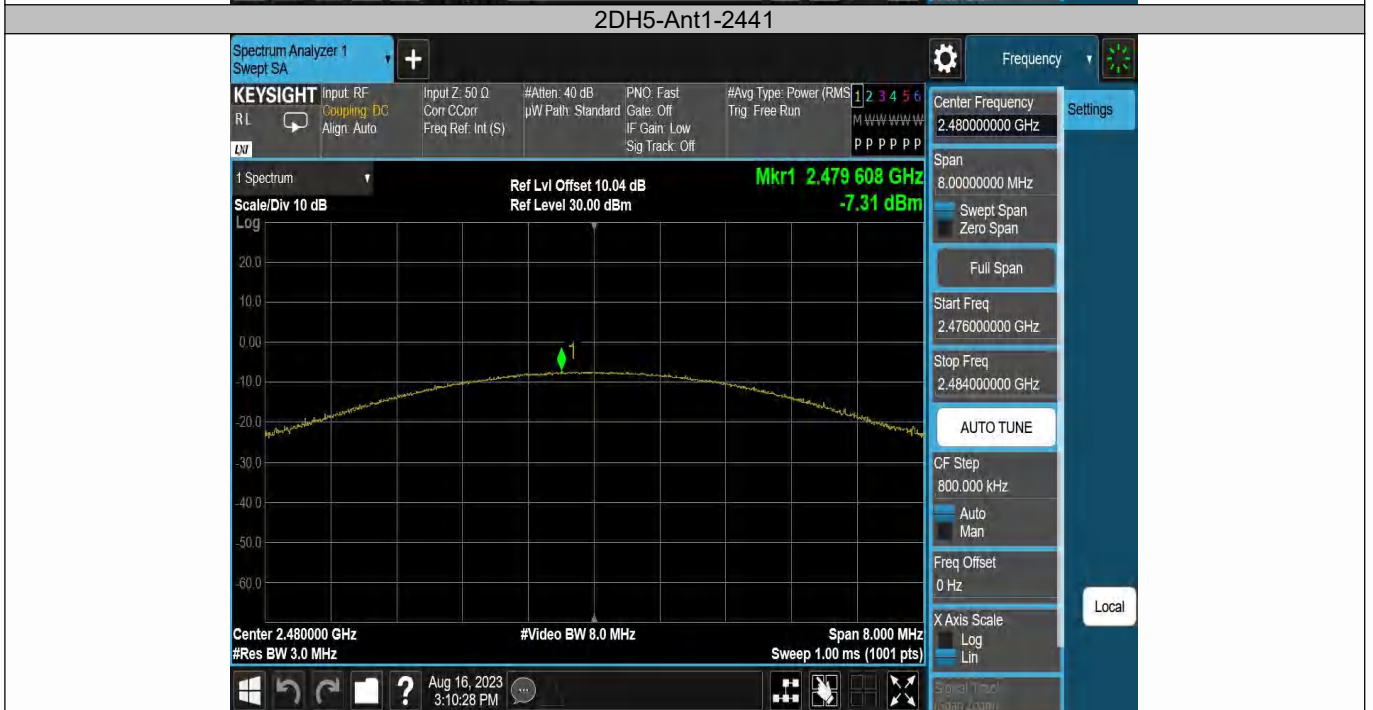 2DH5-Ant1-2441
Spectrum Analyzer 1
Swept SA
+
Frequency
KEYSIGHT
RL
LXI
Input: RF
Coupling: DC
Align: Auto
Input Z: 50 Ω
Corr CCorr
Freq Ref: Int (S)
#Atten: 40 dB
µW Path: Standard
PNO: Fast
Gate: Off
IF Gain: Low
Sig Track: Off
#Avg Type: Power (RMS
Trig: Free Run
1 2 3 4 5 6
M W W W W W
P P P P P P
1 Spectrum
Scale/Div 10 dB
Ref Lvl Offset 10.04 dB
Ref Level 30.00 dBm
Mkr1 2.479 608 GHz
-7.31 dBm
Log
20.0
10.0
0.00
-10.0
-20.0
-30.0
-40.0
-50.0
-60.0
1
Center 2.480000 GHz
#Res BW 3.0 MHz
#Video BW 8.0 MHz
Span 8.000 MHz
Sweep 1.00 ms (1001 pts)
Aug 16, 2023
3:10:28 PM
Center Frequency
2.480000000 GHz
Settings
Span
8.00000000 MHz
Swept Span
Zero Span
Full Span
Start Freq
2.476000000 GHz
Stop Freq
2.484000000 GHz
AUTO TUNE
CF Step
800.000 kHz
Auto
Man
Freq Offset
0 Hz
Local
X Axis Scale
Log
Lin
Signal Track
(Span Zoom)